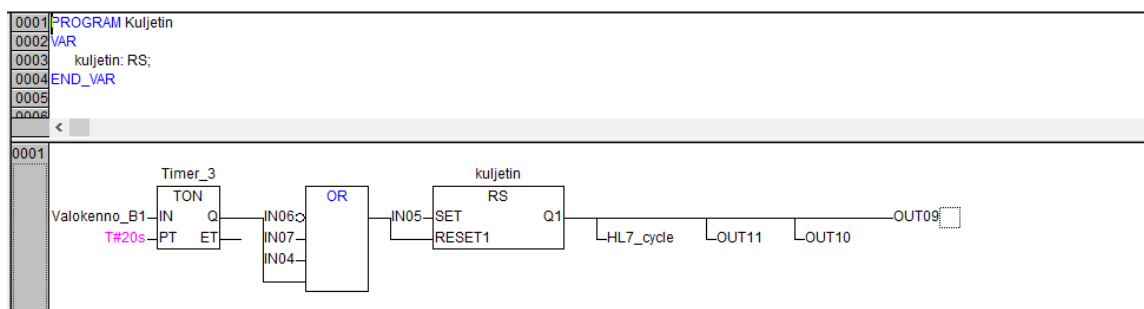 0001 PROGRAM Kuljetin
0002 VAR
0003 kuljetin: RS;
0004 END_VAR
0005
0006
<
0001
Timer_3 kuljetin
TON OR RS
Valokenno_B1 IN Q IN06 IN05 SET Q1 OUT09
T#20s PT ET IN07 RESET1 HL7_cycle OUT11 OUT10
IN04